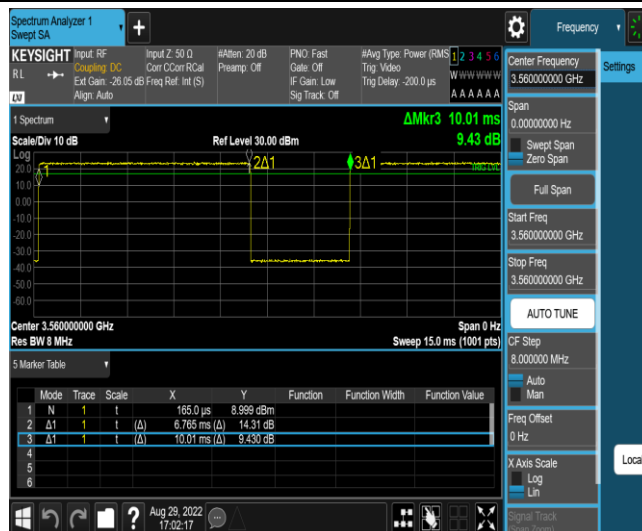 Spectrum Analyzer 1
Swept SA
+
Frequency
KEYSIGHT
RL
LXI
Input: RF
Coupling: DC
Ext Gain: -26.05 dB
Align: Auto
Input Z: 50 Ω
Corr CCorr RCal
Freq Ref: Int (S)
#Atten: 20 dB
Preamp: Off
PNO: Fast
Gate: Off
IF Gain: Low
Sig Track: Off
#Avg Type: Power (RMS
Trig: Video
Trig Delay: -200.0 μs
1 2 3 4 5 6
W W W W W W
A A A A A A
1 Spectrum
ΔMkr3 10.01 ms
Scale/Div 10 dB
Ref Level 30.00 dBm
9.43 dB
Log
1
2Δ1
3Δ1
TRIG LVL
20.0
10.0
0.00
-10.0
-20.0
-30.0
-40.0
-50.0
-60.0
Center 3.560000000 GHz
Span 0 Hz
Res BW 8 MHz
Sweep 15.0 ms (1001 pts)
5 Marker Table
Mode Trace Scale X Y Function Function Width Function Value
1 N 1 t 165.0 μs 8.999 dBm
2 Δ1 1 t (Δ) 6.765 ms (Δ) 14.31 dB
3 Δ1 1 t (Δ) 10.01 ms (Δ) 9.430 dB
4
5
6
Aug 29, 2022
17:02:17
?
Center Frequency
3.560000000 GHz
Settings
Span
0.00000000 Hz
Swept Span
Zero Span
Full Span
Start Freq
3.560000000 GHz
Stop Freq
3.560000000 GHz
AUTO TUNE
CF Step
8.000000 MHz
Auto
Man
Freq Offset
0 Hz
X Axis Scale
Log
Lin
Local
Signal Track
(Span Zoom)